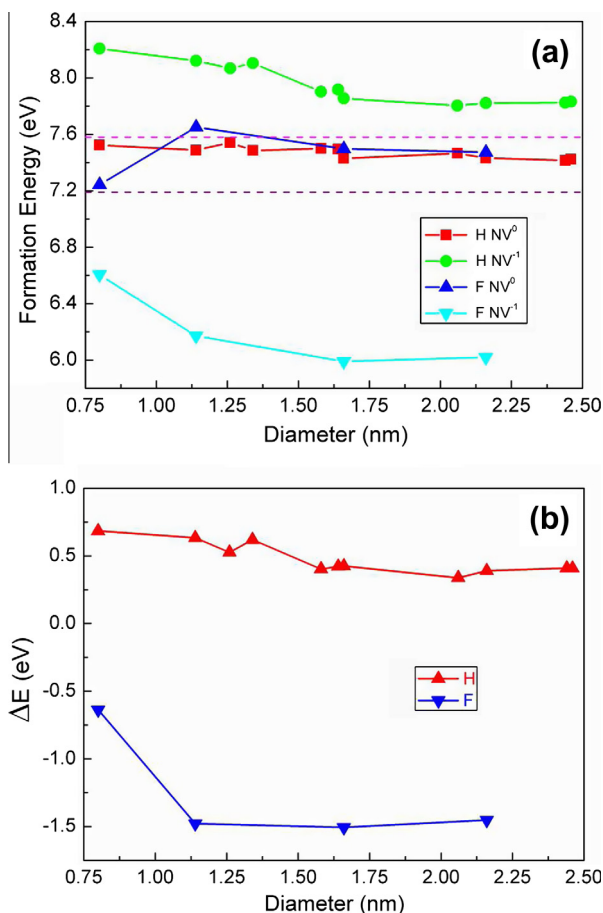 (a)
8.4
8.0
7.6
7.2
6.8
6.4
6.0
Formation Energy (eV)
H NV⁰
H NV⁻¹
F NV⁰
F NV⁻¹
0.75 1.00 1.25 1.50 1.75 2.00 2.25 2.50
Diameter (nm)
(b)
1.0
0.5
0.0
-0.5
-1.0
-1.5
ΔE (eV)
H
F
0.75 1.00 1.25 1.50 1.75 2.00 2.25 2.50
Diameter (nm)